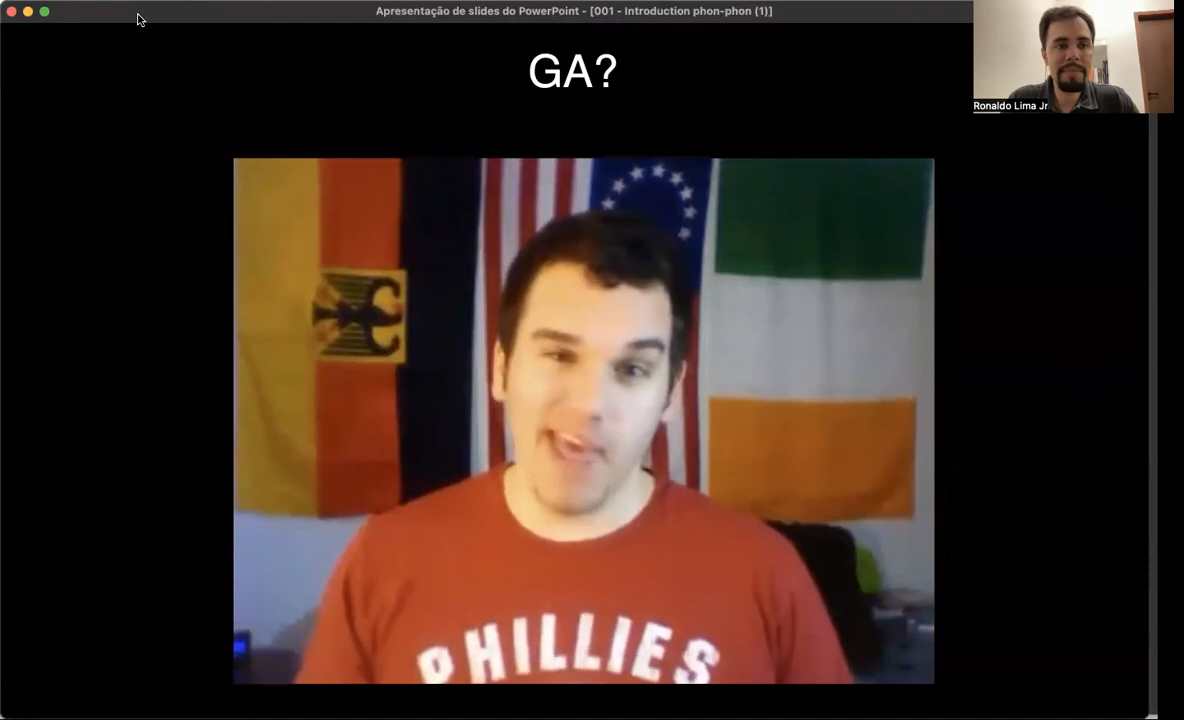 Apresentação de slides do PowerPoint - [001 - Introduction phon-phon (1)]
GA?
Ronaldo Lima Jr
PHILLIES